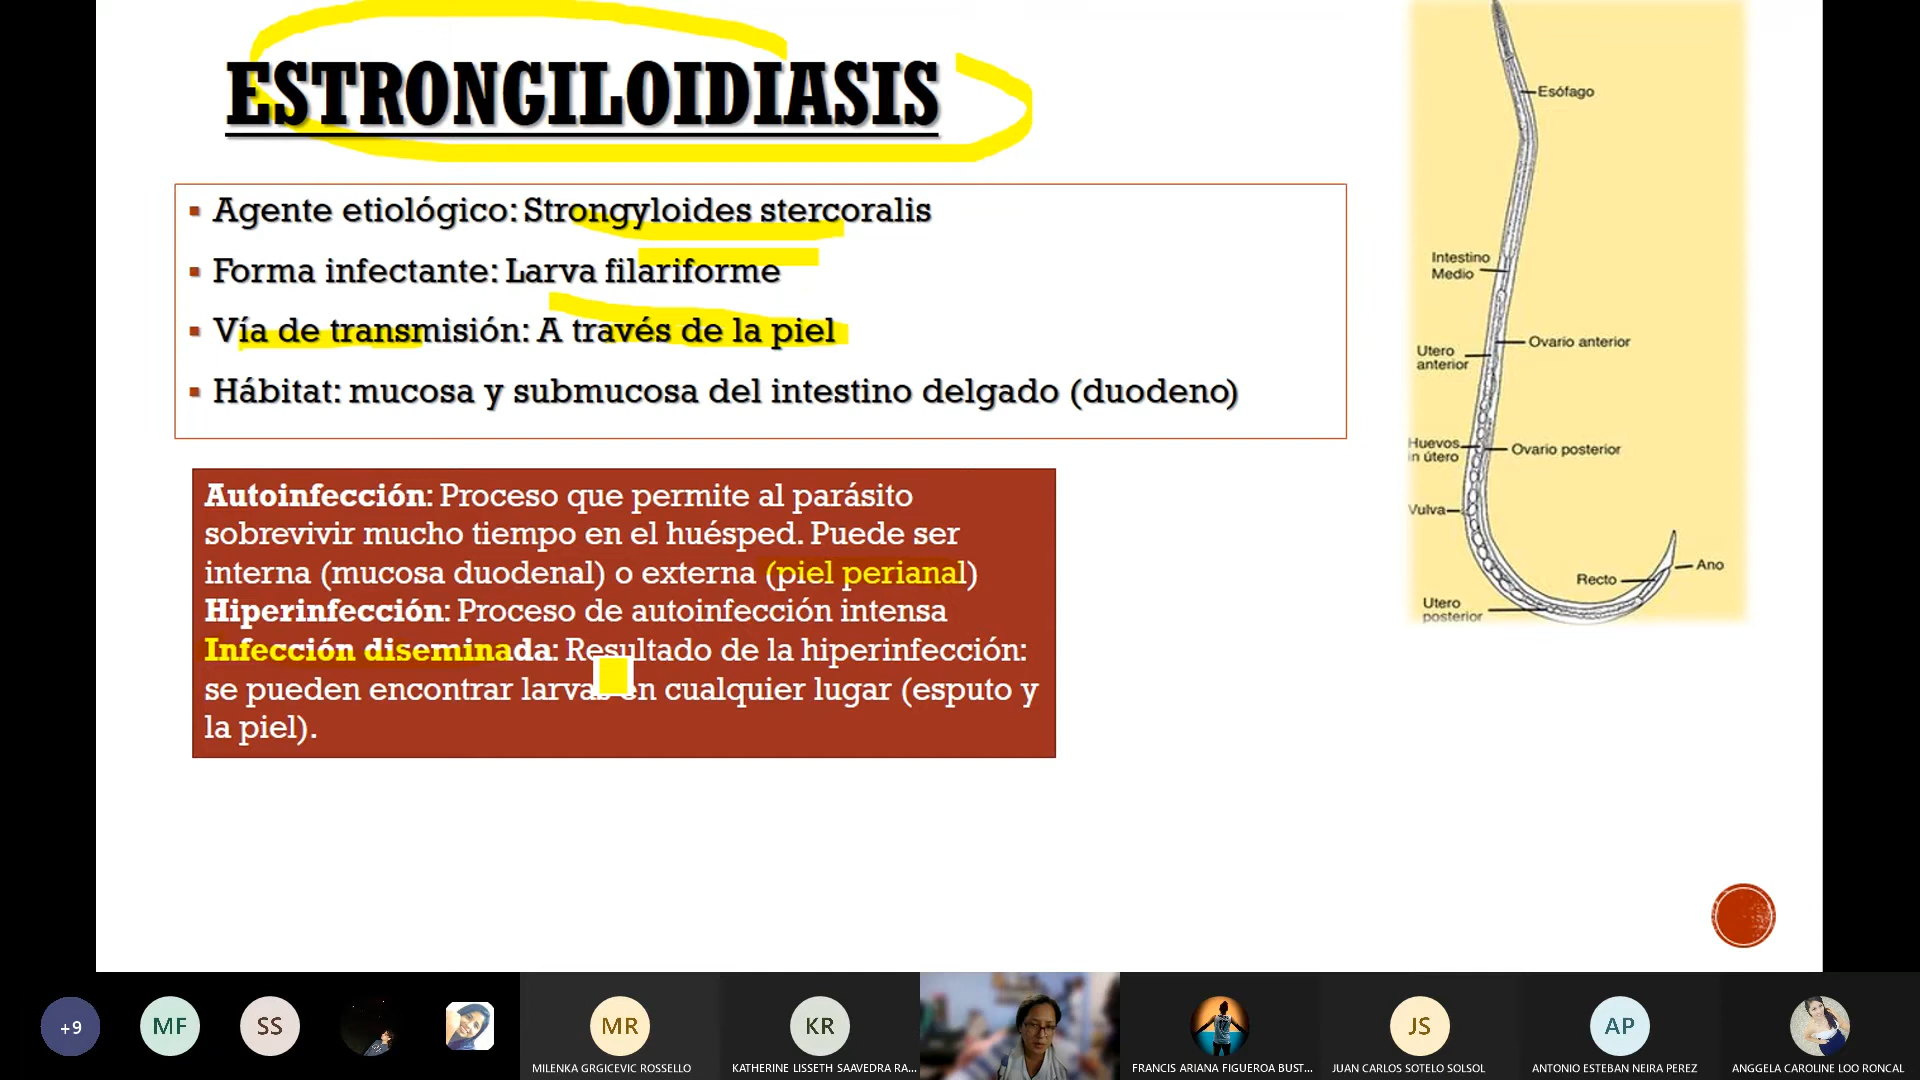 ESTRONGILOIDIASIS
Agente etiológico: Strongyloides stercoralis
Forma infectante: Larva filariforme
Vía de transmisión: A través de la piel
Hábitat: mucosa y submucosa del intestino delgado (duodeno)
Autoinfección: Proceso que permite al parásito
sobrevivir mucho tiempo en el huésped. Puede ser
interna (mucosa duodenal) o externa (piel perianal)
Hiperinfección: Proceso de autoinfección intensa
Infección diseminada: Resultado de la hiperinfección:
se pueden encontrar larvas en cualquier lugar (esputo y
la piel).
Esófago
Intestino
Medio
Ovario anterior
Utero
anterior
Huevos
in útero
Ovario posterior
Vulva
Ano
Recto
Utero
posterior
+9
MF
SS
MR
KR
JS
AP
MILENKA GRGICEVIC ROSSELLO
KATHERINE LISSETH SAAVEDRA RA...
FRANCIS ARIANA FIGUEROA BUST...
JUAN CARLOS SOTELO SOLSOL
ANTONIO ESTEBAN NEIRA PEREZ
ANGGELA CAROLINE LOO RONCAL